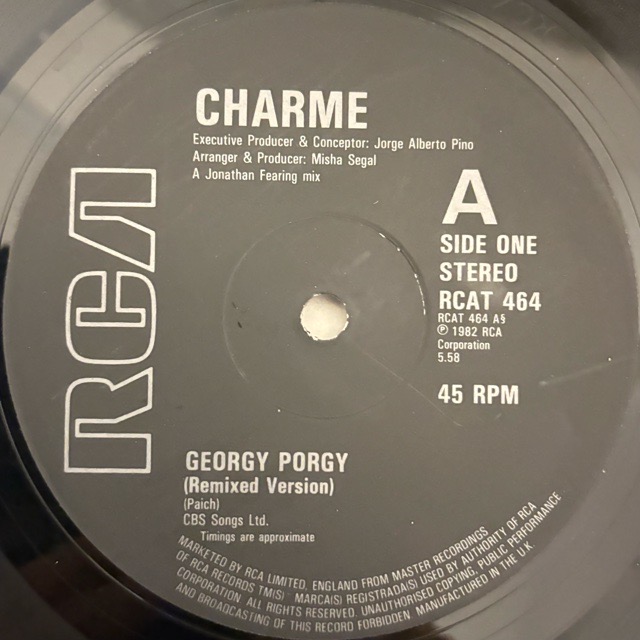 CHARME
Executive Producer & Conceptor: Jorge Alberto Pino
Arranger & Producer: Misha Segal
A Jonathan Fearing mix
RCA
A
SIDE ONE
STEREO
RCAT 464
RCAT 464 A§
℗ 1982 RCA
Corporation
5.58
45 RPM
GEORGY PORGY
(Remixed Version)
(Paich)
CBS Songs Ltd.
Timings are approximate
MARKETED BY RCA LIMITED, ENGLAND FROM MASTER RECORDINGS
OF RCA RECORDS TM(S) · MARCA(S) REGISTRADA(S) USED BY AUTHORITY OF RCA
CORPORATION. ALL RIGHTS RESERVED. UNAUTHORISED COPYING, PUBLIC PERFORMANCE
AND BROADCASTING OF THIS RECORD FORBIDDEN MANUFACTURED IN THE U.K